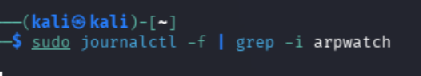 ──(kali㉿kali)-[~]
─$ sudo journalctl -f | grep -i arpwatch